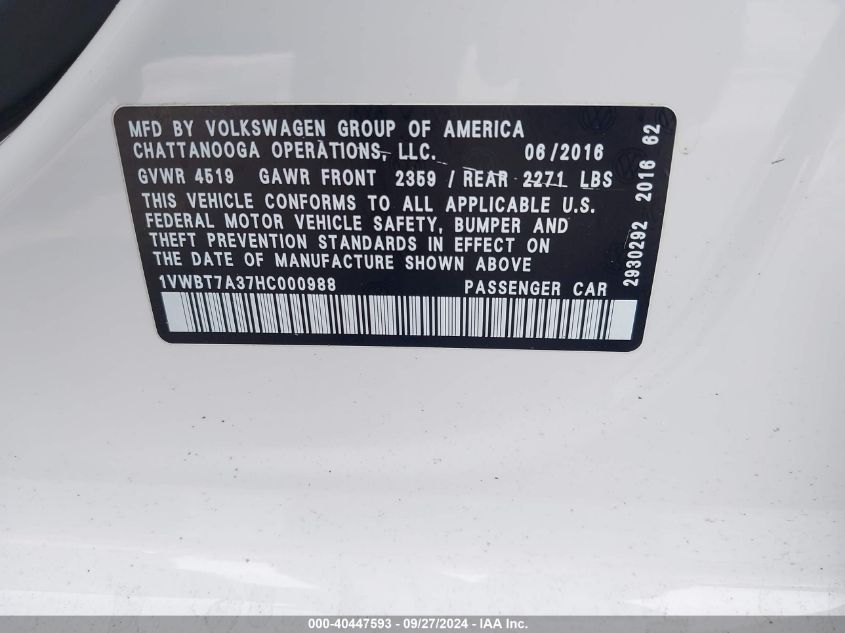 MFD BY VOLKSWAGEN GROUP OF AMERICA
CHATTANOOGA OPERATIONS, LLC. 06/2016
GVWR 4519 GAWR FRONT 2359 / REAR 2271 LBS
THIS VEHICLE CONFORMS TO ALL APPLICABLE U.S.
FEDERAL MOTOR VEHICLE SAFETY, BUMPER AND
THEFT PREVENTION STANDARDS IN EFFECT ON
THE DATE OF MANUFACTURE SHOWN ABOVE
1VWBT7A37HC000988 PASSENGER CAR
2930292 2016 62
000-40447593 - 09/27/2024 - IAA Inc.